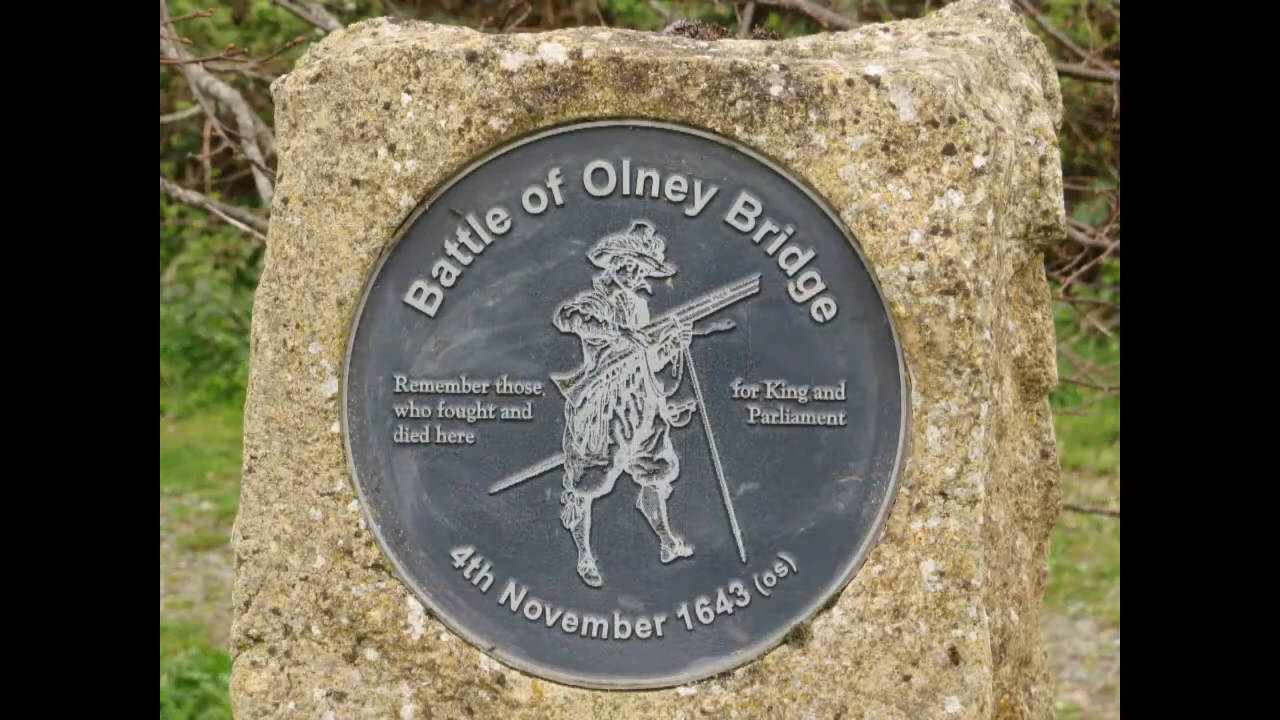 Battle of Olney Bridge
Remember those
who fought and
died here
for King and
Parliament
4th November 1643 (os)